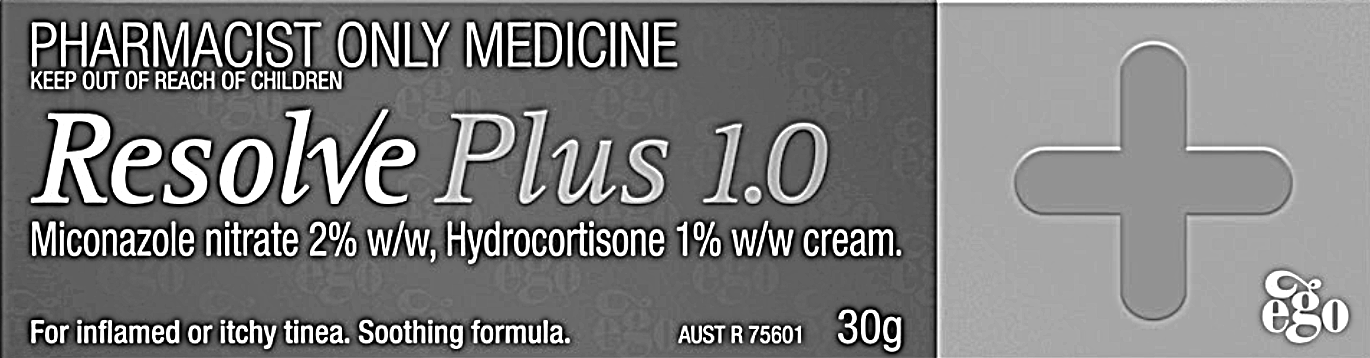 PHARMACIST ONLY MEDICINE
KEEP OUT OF REACH OF CHILDREN
Resolve Plus 1.0
Miconazole nitrate 2% w/w, Hydrocortisone 1% w/w cream.
For inflamed or itchy tinea. Soothing formula.
AUST R 75601 30g
ego